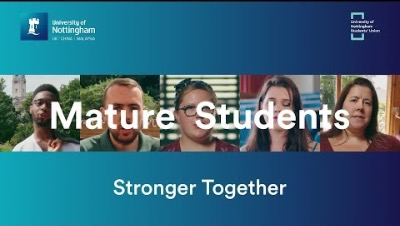 University of
Nottingham
UK | CHINA | MALAYSIA
University of
Nottingham
Students' Union
Mature Students
Stronger Together